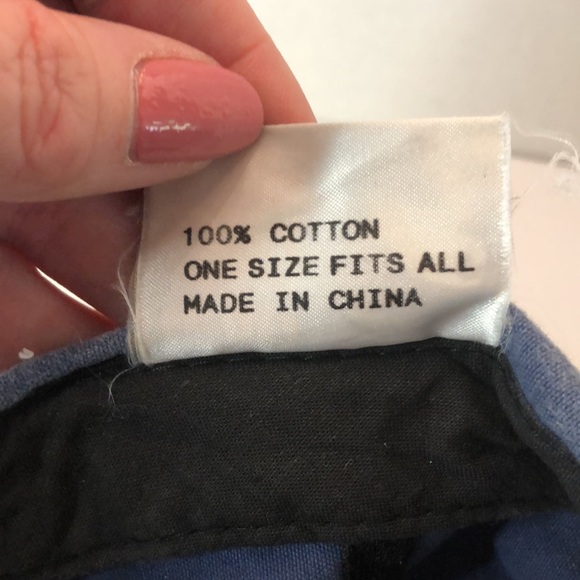 100% COTTON
ONE SIZE FITS ALL
MADE IN CHINA